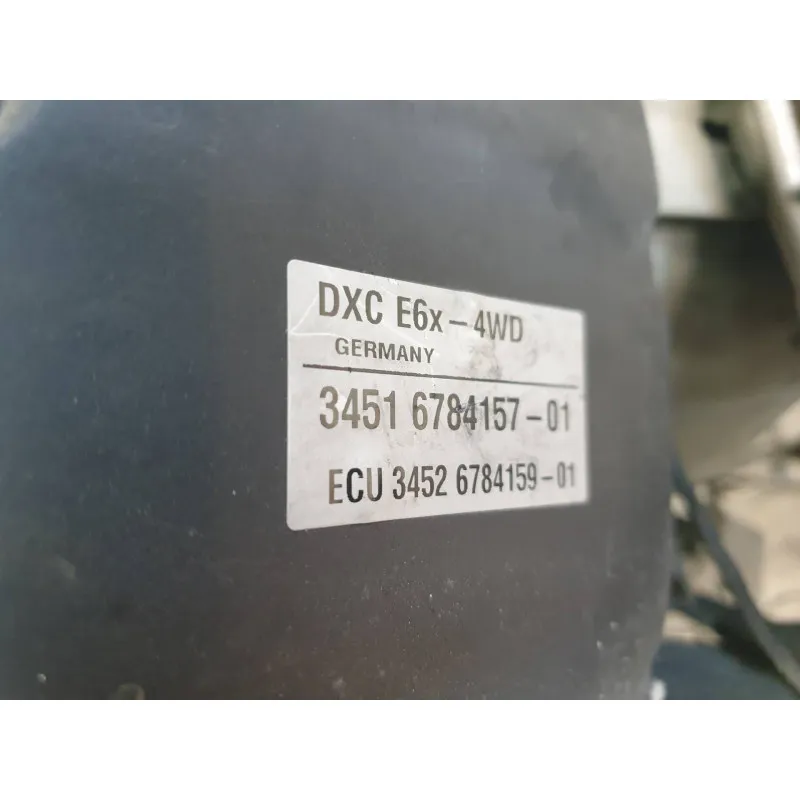 DXC E6x – 4WD
GERMANY
3451 6784157 – 01
ECU 3452 6784159 – 01